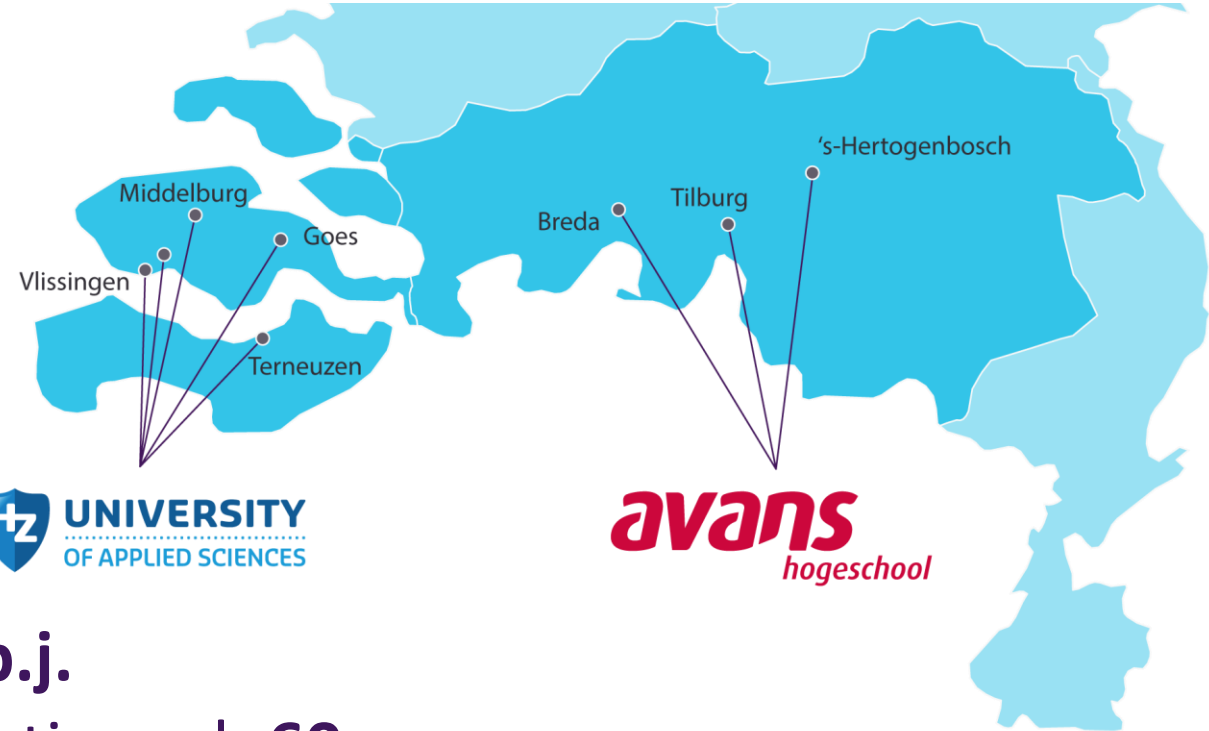 's-Hertogenbosch
Middelburg
Tilburg
Breda
Goes
Vlissingen
Terneuzen
+z UNIVERSITY
OF APPLIED SCIENCES
avans
hogeschool
.j.